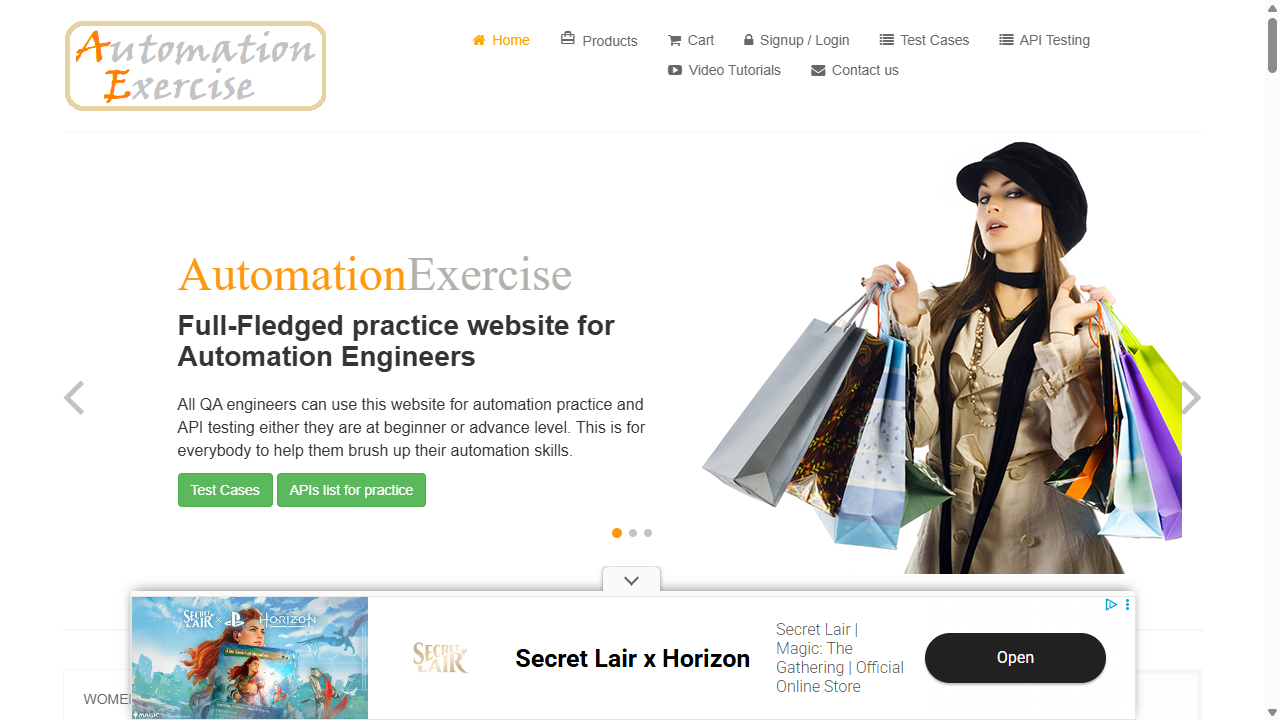 Automation
Exercise
Home
Products
Cart
Signup / Login
Test Cases
API Testing
Video Tutorials
Contact us
AutomationExercise
Full-Fledged practice website for
Automation Engineers
All QA engineers can use this website for automation practice and
API testing either they are at beginner or advance level. This is for
everybody to help them brush up their automation skills.
Test Cases
APIs list for practice
SECRET LAIR × HORIZON
SECRET LAIR
Secret Lair x Horizon
Secret Lair |
Magic: The
Gathering | Official
Online Store
Open
MAGIC
WOME